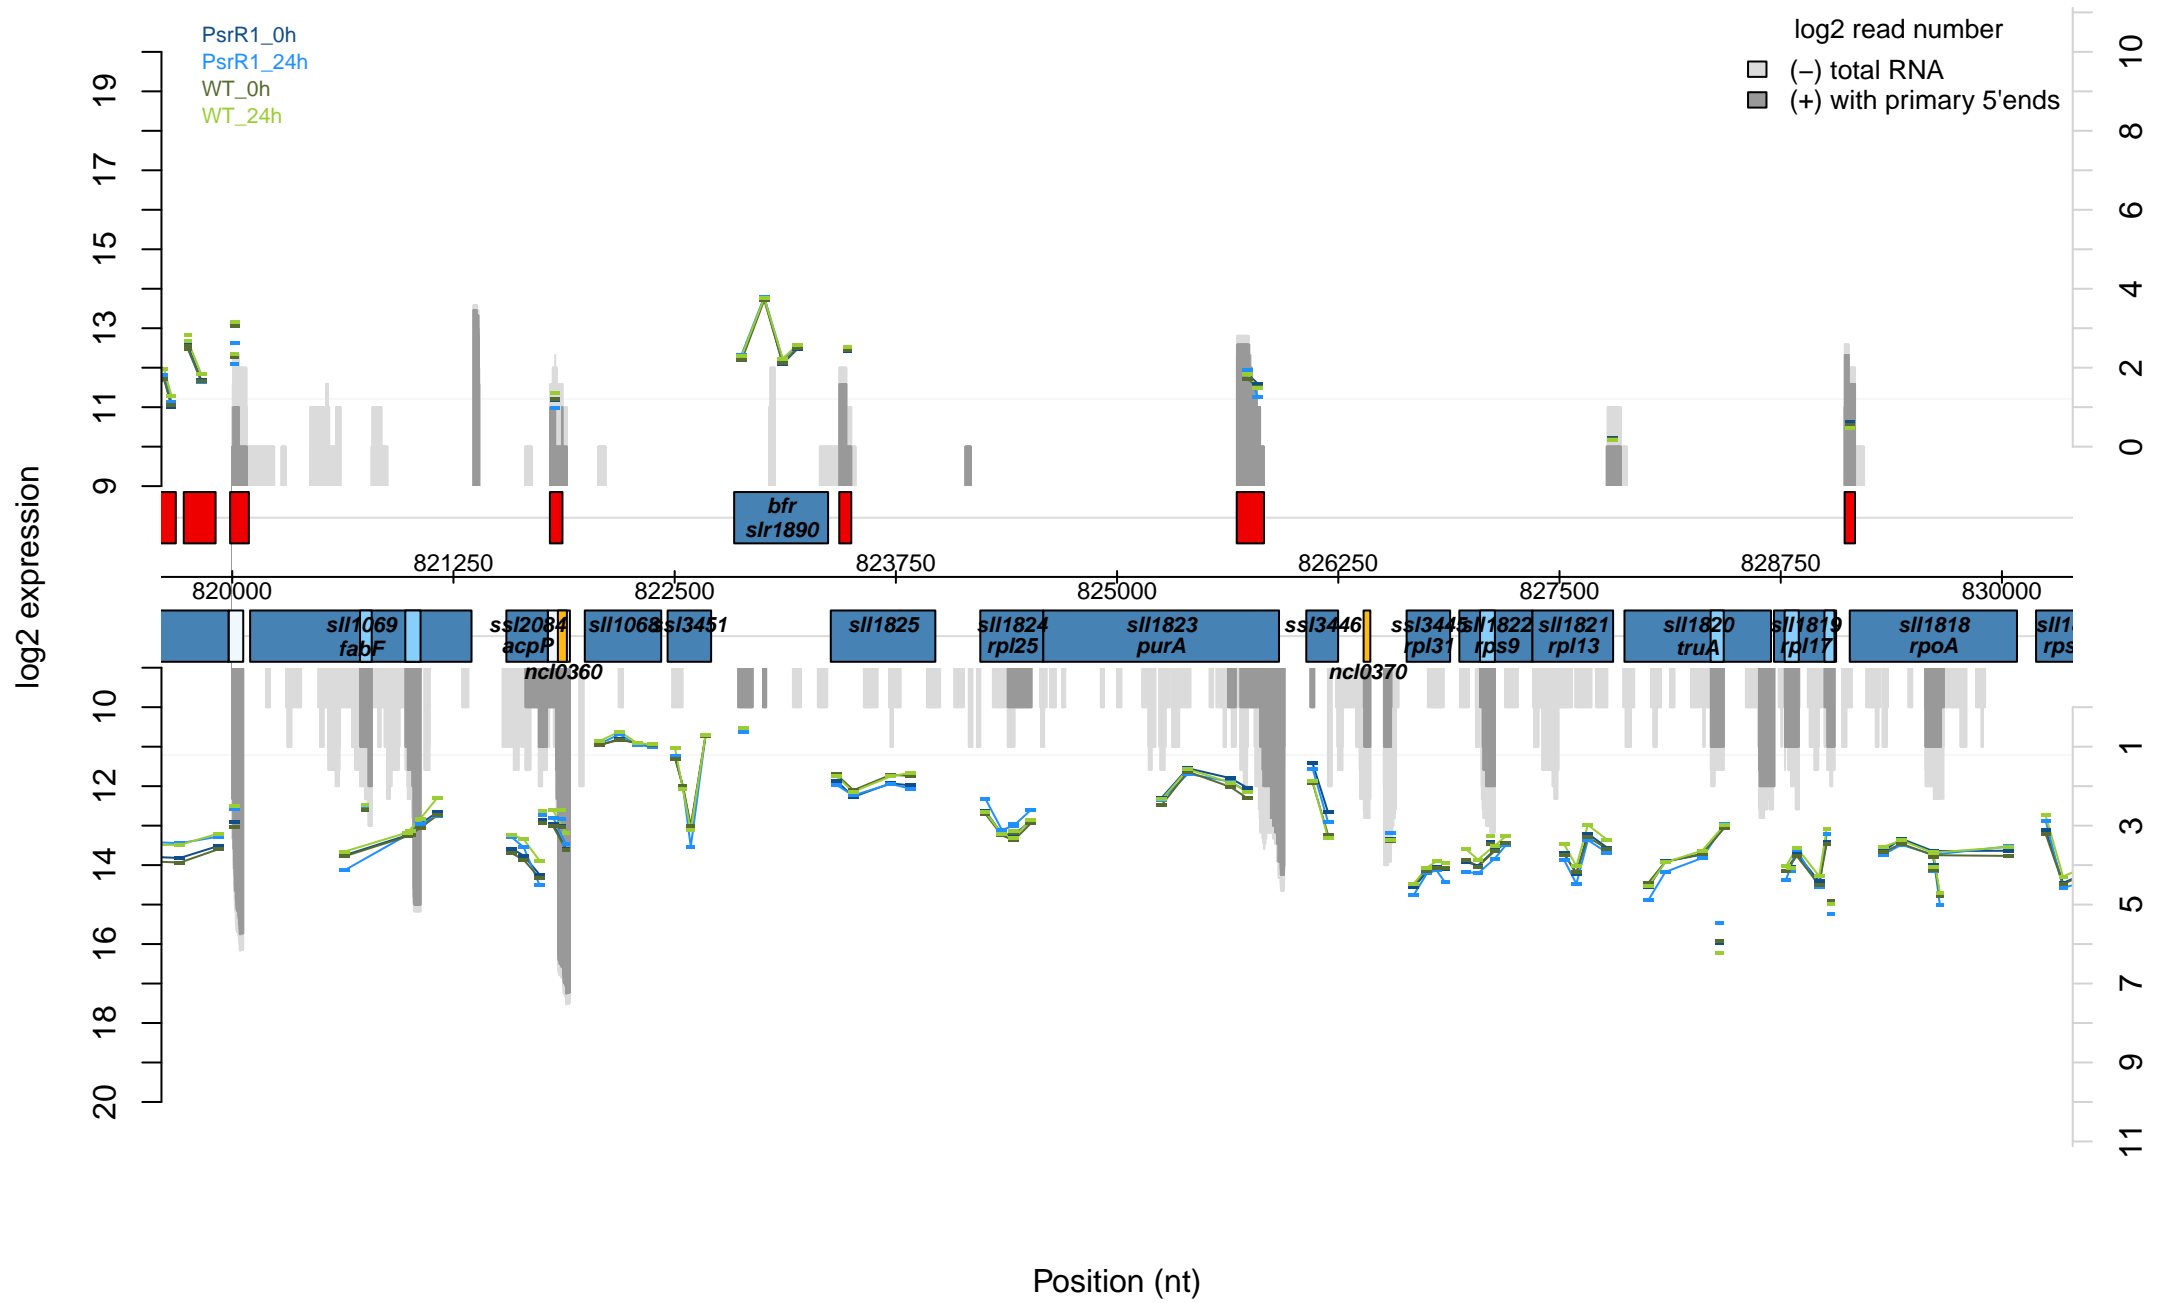 PsrR1_0h
PsrR1_24h
WT_0h
WT_24h
log2 read number
(−) total RNA
(+) with primary 5'ends
19
17
15
13
11
9
10
8
6
4
2
0
log2 expression
bfr
slr1890
821250
823750
826250
828750
820000
822500
825000
827500
830000
sll1069
fabF
ssl2084
acpP
ncl0360
sll1068
ssl3451
sll1825
sll1824
rpl25
sll1823
purA
ssl3446
ncl0370
ssl3445
rpl31
sll1822
rps9
sll1821
rpl13
sll1820
truA
sll1819
rpl17
sll1818
rpoA
sll1
rps
10
12
14
16
18
20
1
3
5
7
9
11
Position (nt)